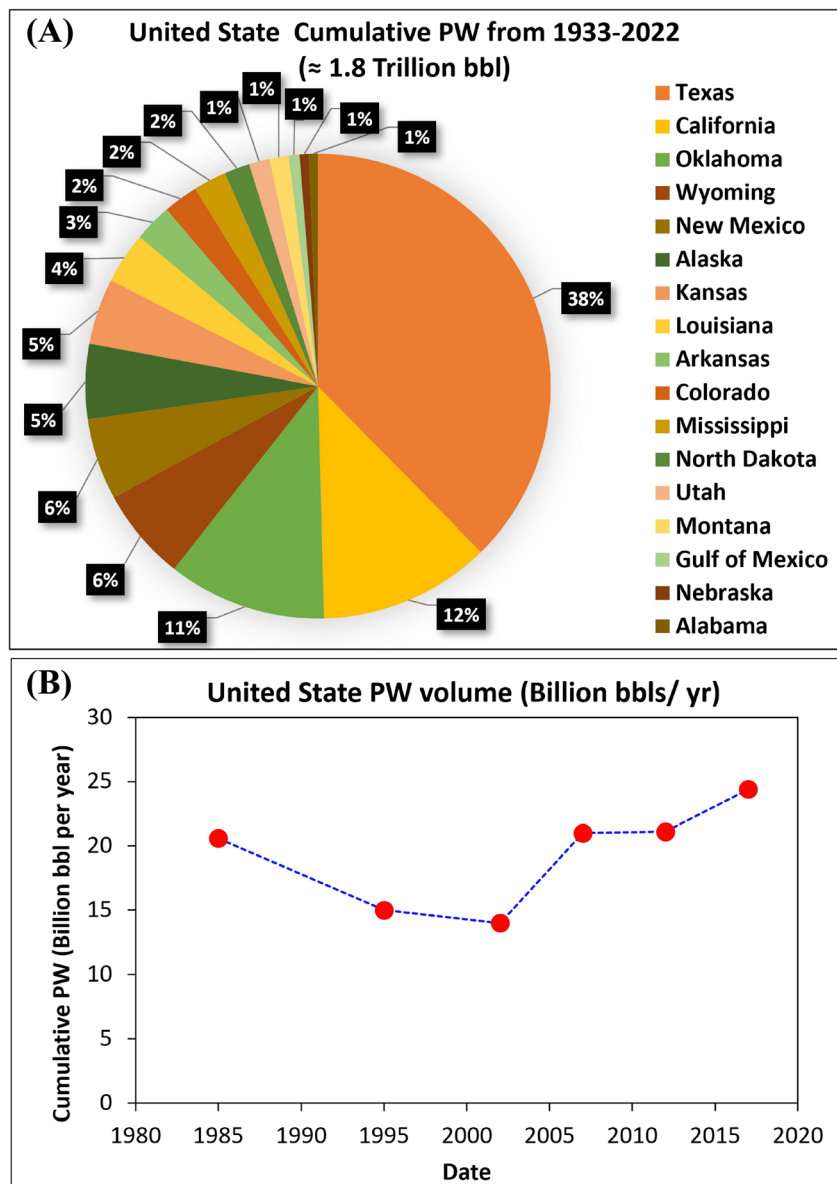 (A)
United State Cumulative PW from 1933-2022
(≈ 1.8 Trillion bbl)
1%
1%
1%
1%
1%
2%
2%
2%
3%
4%
5%
5%
6%
6%
11%
12%
38%
Texas
California
Oklahoma
Wyoming
New Mexico
Alaska
Kansas
Louisiana
Arkansas
Colorado
Mississippi
North Dakota
Utah
Montana
Gulf of Mexico
Nebraska
Alabama
(B)
United State PW volume (Billion bbls/ yr)
Cumulative PW (Billion bbl per year)
30
25
20
15
10
5
0
1980
1985
1990
1995
2000
2005
2010
2015
2020
Date